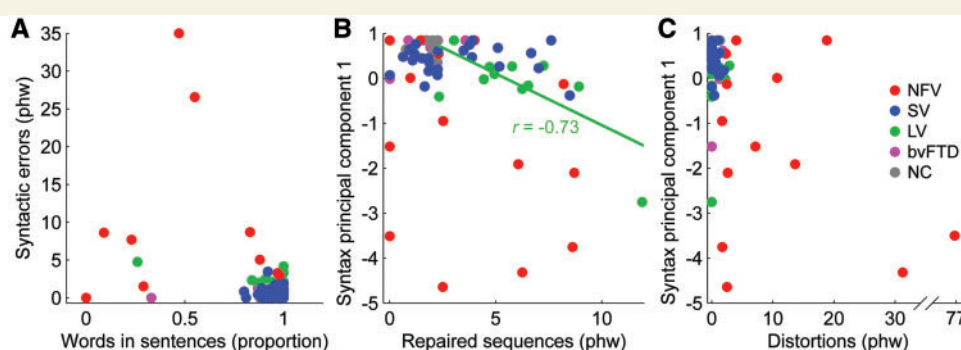 A
Syntactic errors (phw)
35
30
25
20
15
10
5
0
0
0.5
1
Words in sentences (proportion)
B
Syntax principal component 1
1
0
-1
-2
-3
-4
-5
r = -0.73
0
5
10
Repaired sequences (phw)
C
Syntax principal component 1
1
0
-1
-2
-3
-4
-5
0
10
20
30
77
Distortions (phw)
NFV
SV
LV
bvFTD
NC